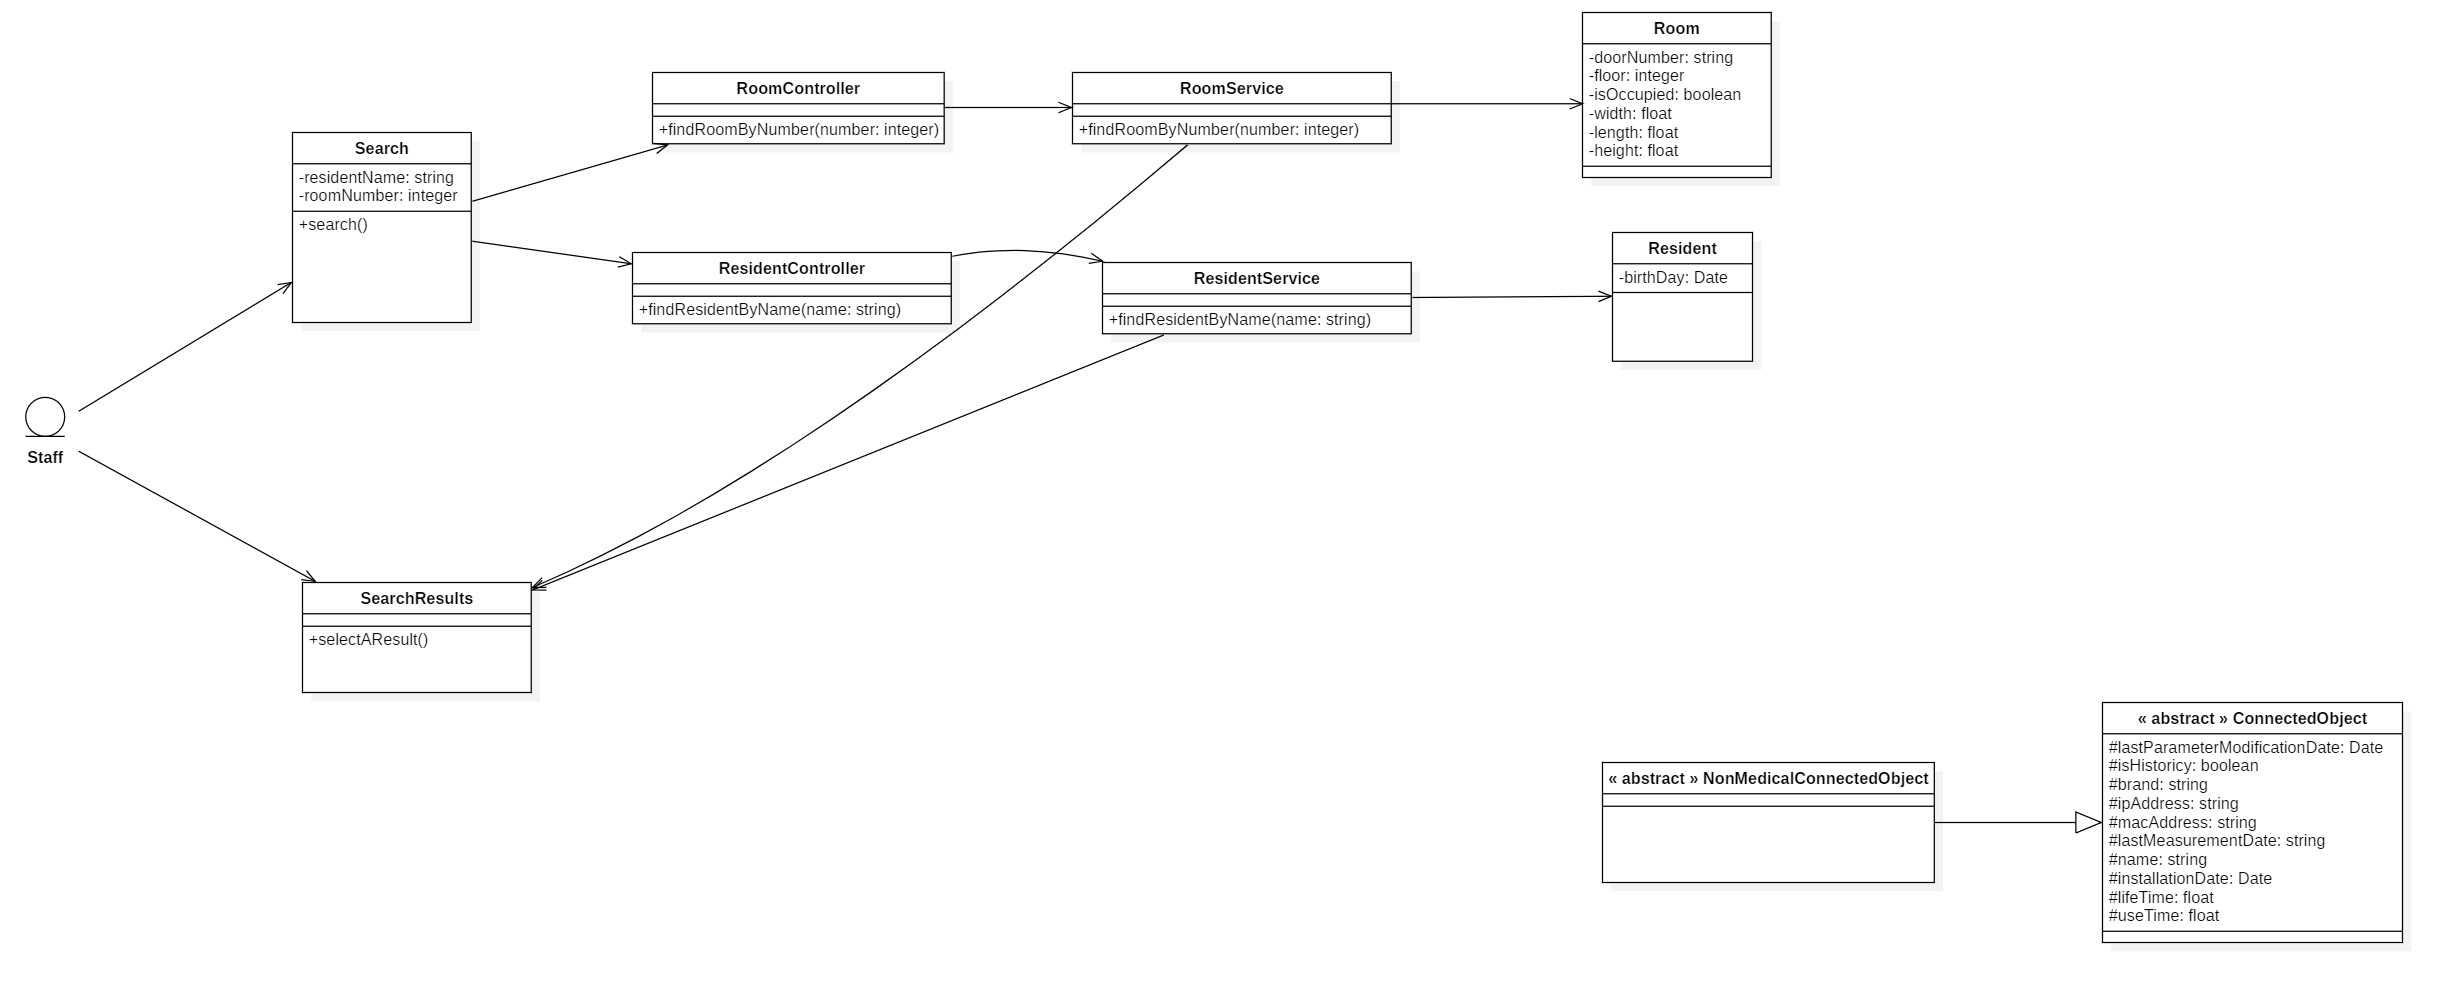 Room
-doorNumber: string
-floor: integer
-isOccupied: boolean
-width: float
-length: float
-height: float
RoomController
+findRoomByNumber(number: integer)
RoomService
+findRoomByNumber(number: integer)
Search
-residentName: string
-roomNumber: integer
+search()
ResidentController
+findResidentByName(name: string)
ResidentService
+findResidentByName(name: string)
Resident
-birthDay: Date
Staff
SearchResults
+selectAResult()
« abstract » NonMedicalConnectedObject
« abstract » ConnectedObject
#lastParameterModificationDate: Date
#isHistoricy: boolean
#brand: string
#ipAddress: string
#macAddress: string
#lastMeasurementDate: string
#name: string
#installationDate: Date
#lifeTime: float
#useTime: float